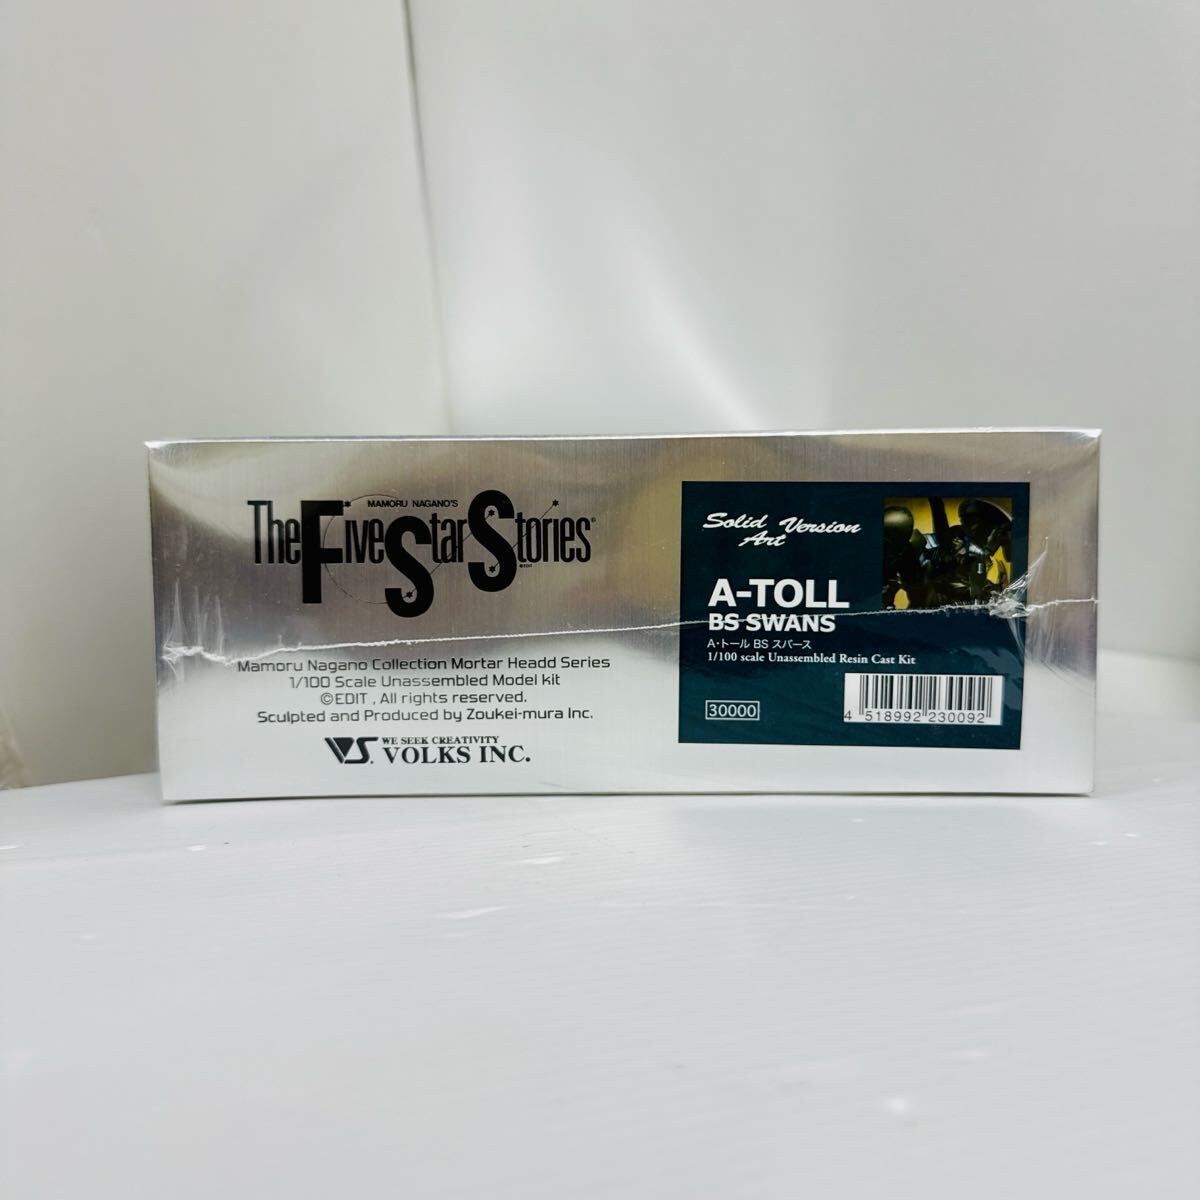 MAMORU NAGANO'S
The Five Star Stories
©EDIT
Mamoru Nagano Collection Mortar Headd Series
1/100 Scale Unassembled Model kit
©EDIT , All rights reserved.
Sculpted and Produced by Zoukei-mura Inc.
VS. WE SEEK CREATIVITY
VOLKS INC.
Solid Version
Art
A-TOLL
BS SWANS
A・トール BS スバース
1/100 scale Unassembled Resin Cast Kit
30000
4 518992 230092